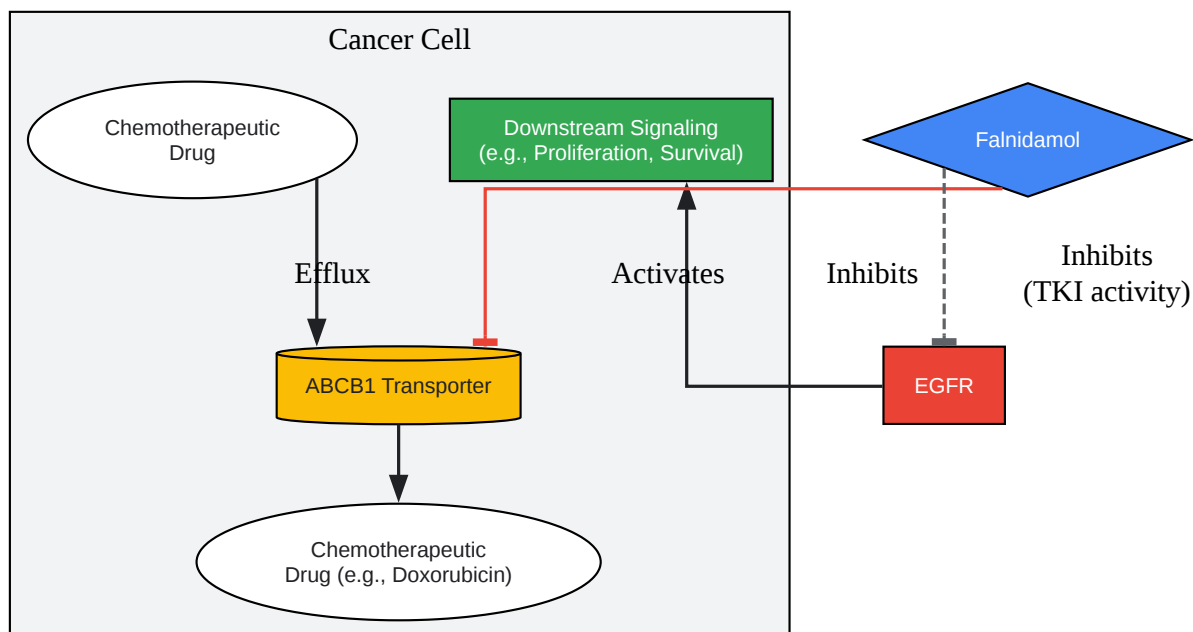 Cancer Cell
Chemotherapeutic
Drug
Downstream Signaling
(e.g., Proliferation, Survival)
Falnidamol
Efflux
Activates
Inhibits
Inhibits
(TKI activity)
ABCB1 Transporter
EGFR
Chemotherapeutic
Drug (e.g., Doxorubicin)